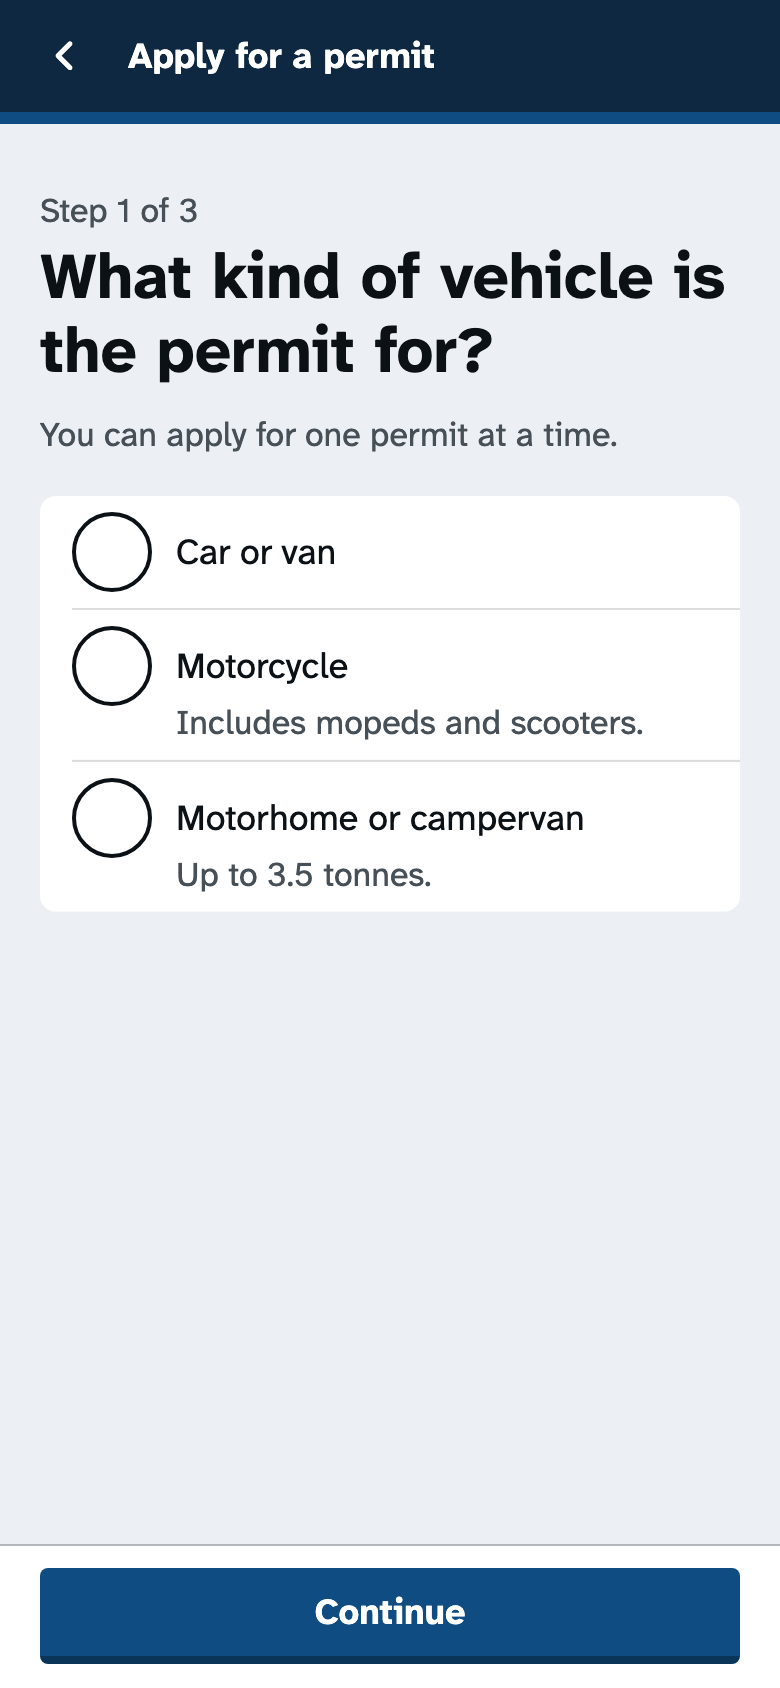 Apply for a permit
Step 1 of 3
What kind of vehicle is
the permit for?
You can apply for one permit at a time.
Car or van
Motorcycle
Includes mopeds and scooters.
Motorhome or campervan
Up to 3.5 tonnes.
Continue